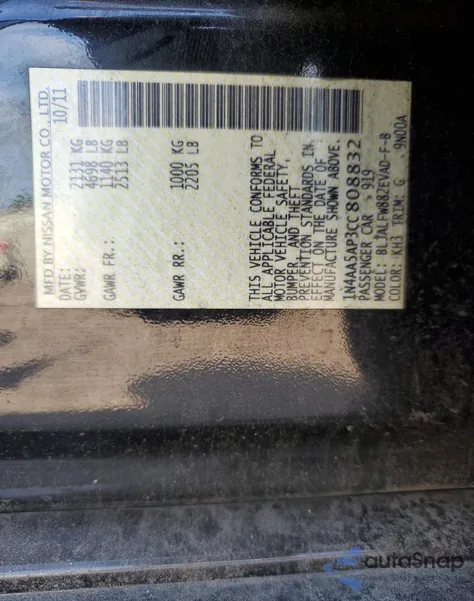 MFD BY NISSAN MOTOR CO., LTD.
DATE: 10/11
GVWR: 2131 KG
4698 LB
GAWR FR.: 1140 KG
2513 LB
GAWR RR.: 1000 KG
2205 LB
THIS VEHICLE CONFORMS TO
ALL APPLICABLE FEDERAL
MOTOR VEHICLE SAFETY,
BUMPER, AND THEFT
PREVENTION STANDARDS IN
EFFECT ON THE DATE OF
MANUFACTURE SHOWN ABOVE.
1N4AA5AP3CC808832
PASSENGER CAR 919
MODEL: BLJALFW882EVAD-F-B
COLOR: KH3 TRIM: G 9N00A
autoSnap